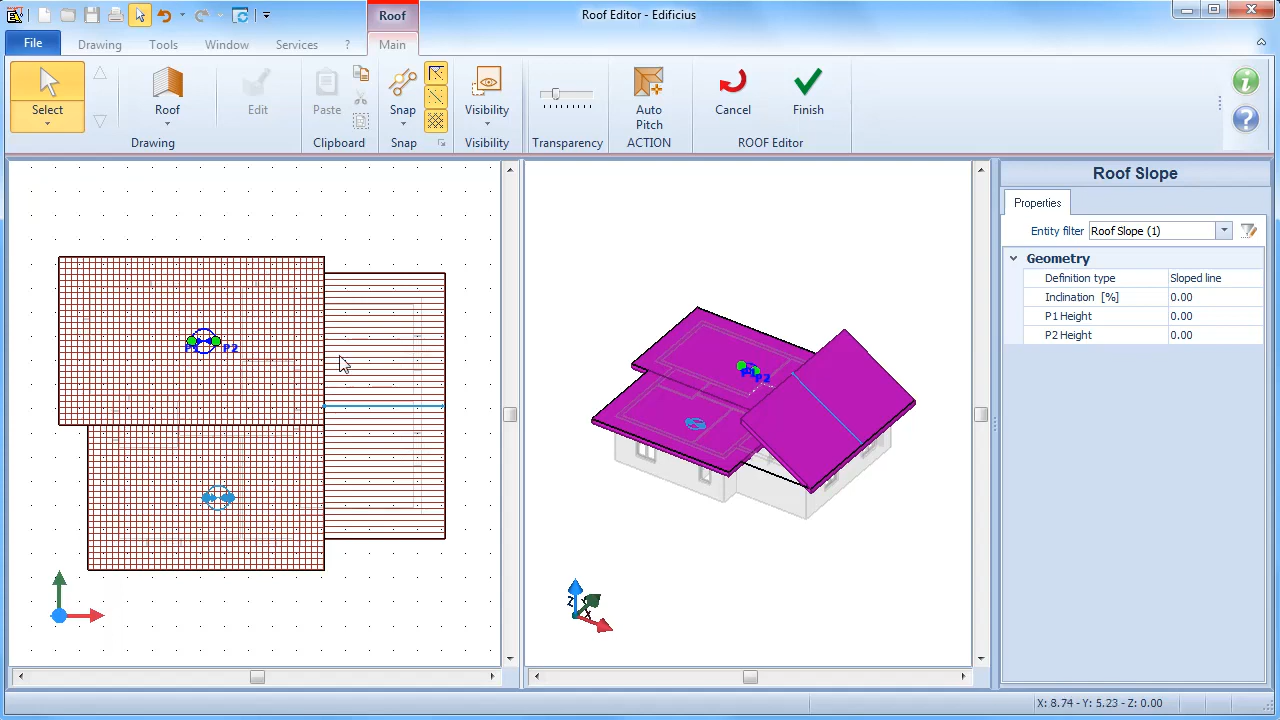 Roof
Roof Editor - Edificius
File
Drawing
Tools
Window
Services
?
Main
Select
Roof
Edit
Paste
Snap
Visibility
Auto
Pitch
Cancel
Finish
Drawing
Clipboard
Snap
Visibility
Transparency
ACTION
ROOF Editor
Roof Slope
Properties
Entity filter
Roof Slope (1)
Geometry
Definition type
Sloped line
Inclination [%]
0.00
P1 Height
0.00
P2 Height
0.00
P1
P2
P2
Z
Y
X
X: 8.74 - Y: 5.23 - Z: 0.00